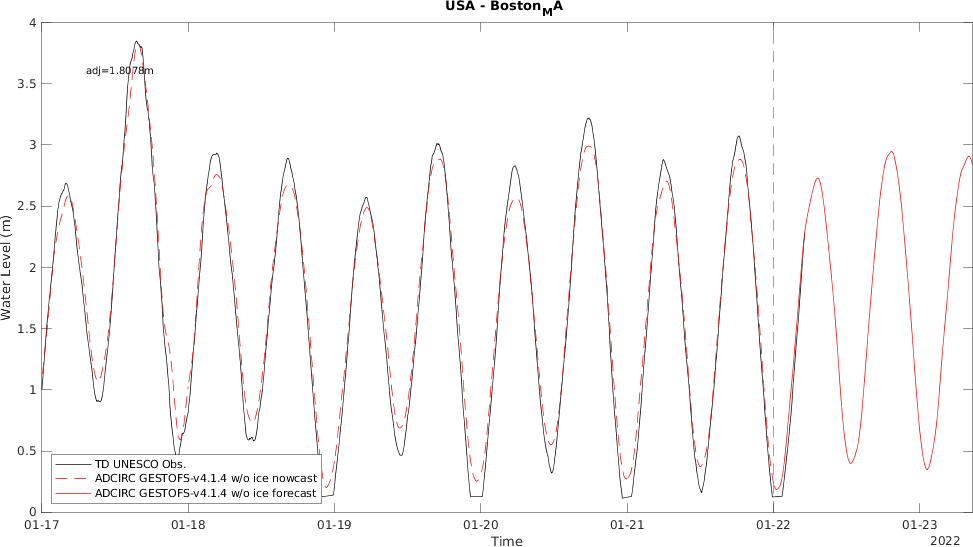 USA - Boston_MA
4
adj=1.8078m
3.5
3
2.5
2
1.5
1
0.5
0
Water Level (m)
TD UNESCO Obs.
ADCIRC GESTOFS-v4.1.4 w/o ice nowcast
ADCIRC GESTOFS-v4.1.4 w/o ice forecast
01-17 01-18 01-19 01-20 01-21 01-22 01-23
Time
2022